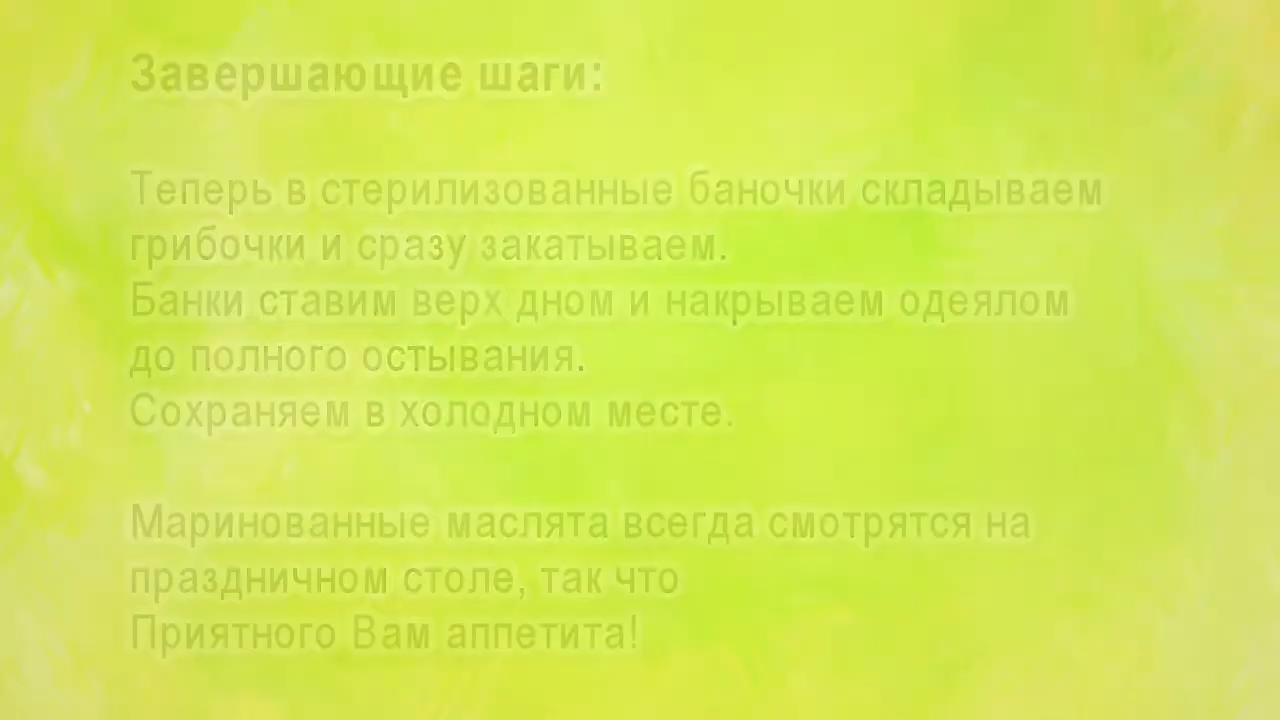 Завершающие шаги:
Теперь в стерилизованные баночки складываем
грибочки и сразу закатываем.
Банки ставим верх дном и накрываем одеялом
до полного остывания.
Сохраняем в холодном месте.
Маринованные маслята всегда смотрятся на
праздничном столе, так что
Приятного Вам аппетита!